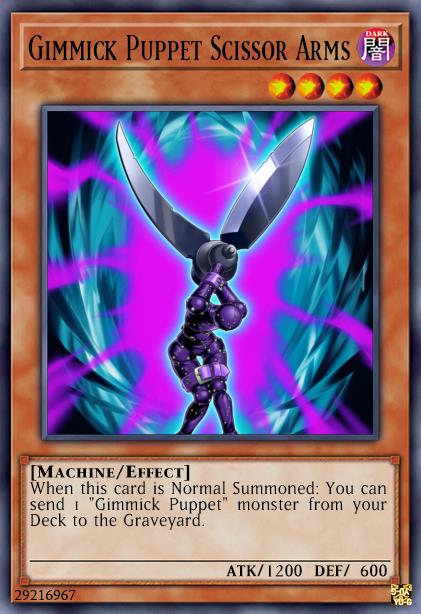 Gimmick Puppet Scissor Arms
DARK
闇
[Machine/Effect]
When this card is Normal Summoned: You can
send 1 "Gimmick Puppet" monster from your
Deck to the Graveyard.
ATK/1200 DEF/ 600
29216967